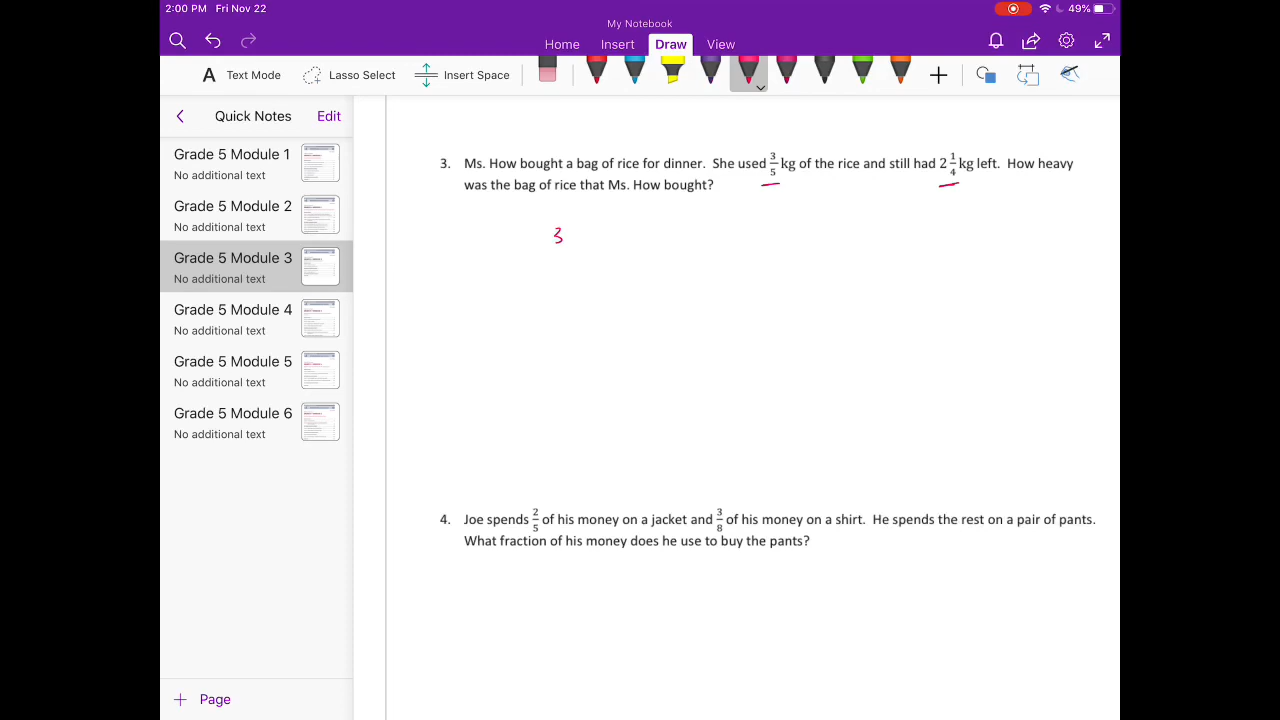 2:00 PM Fri Nov 22
49%
My Notebook
Home Insert Draw View
A Text Mode Lasso Select Insert Space
Quick Notes Edit
Grade 5 Module 1
No additional text
Grade 5 Module 2
No additional text
Grade 5 Module 3
No additional text
Grade 5 Module 4
No additional text
Grade 5 Module 5
No additional text
Grade 5 Module 6
No additional text
Page
3. Ms. How bought a bag of rice for dinner. She used 3/5 kg of the rice and still had 2 1/4 kg left. How heavy
was the bag of rice that Ms. How bought?
3
4. Joe spends 2/5 of his money on a jacket and 3/8 of his money on a shirt. He spends the rest on a pair of pants.
What fraction of his money does he use to buy the pants?